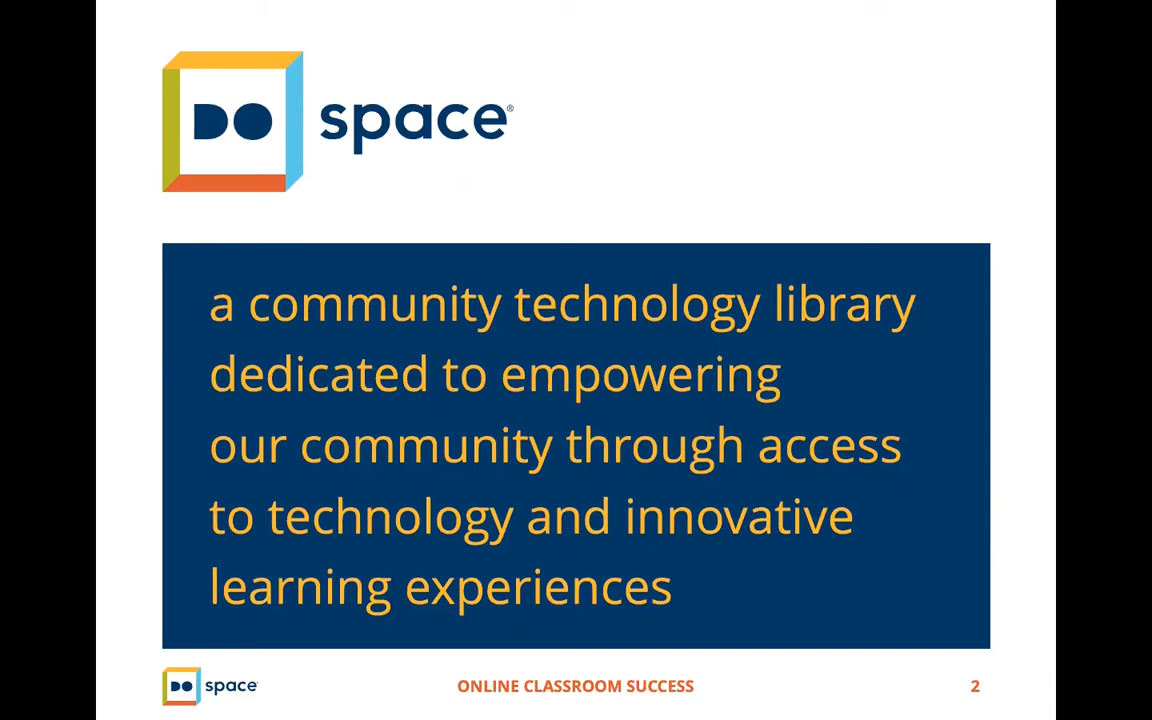 DO space®
a community technology library
dedicated to empowering
our community through access
to technology and innovative
learning experiences
DO space
ONLINE CLASSROOM SUCCESS
2